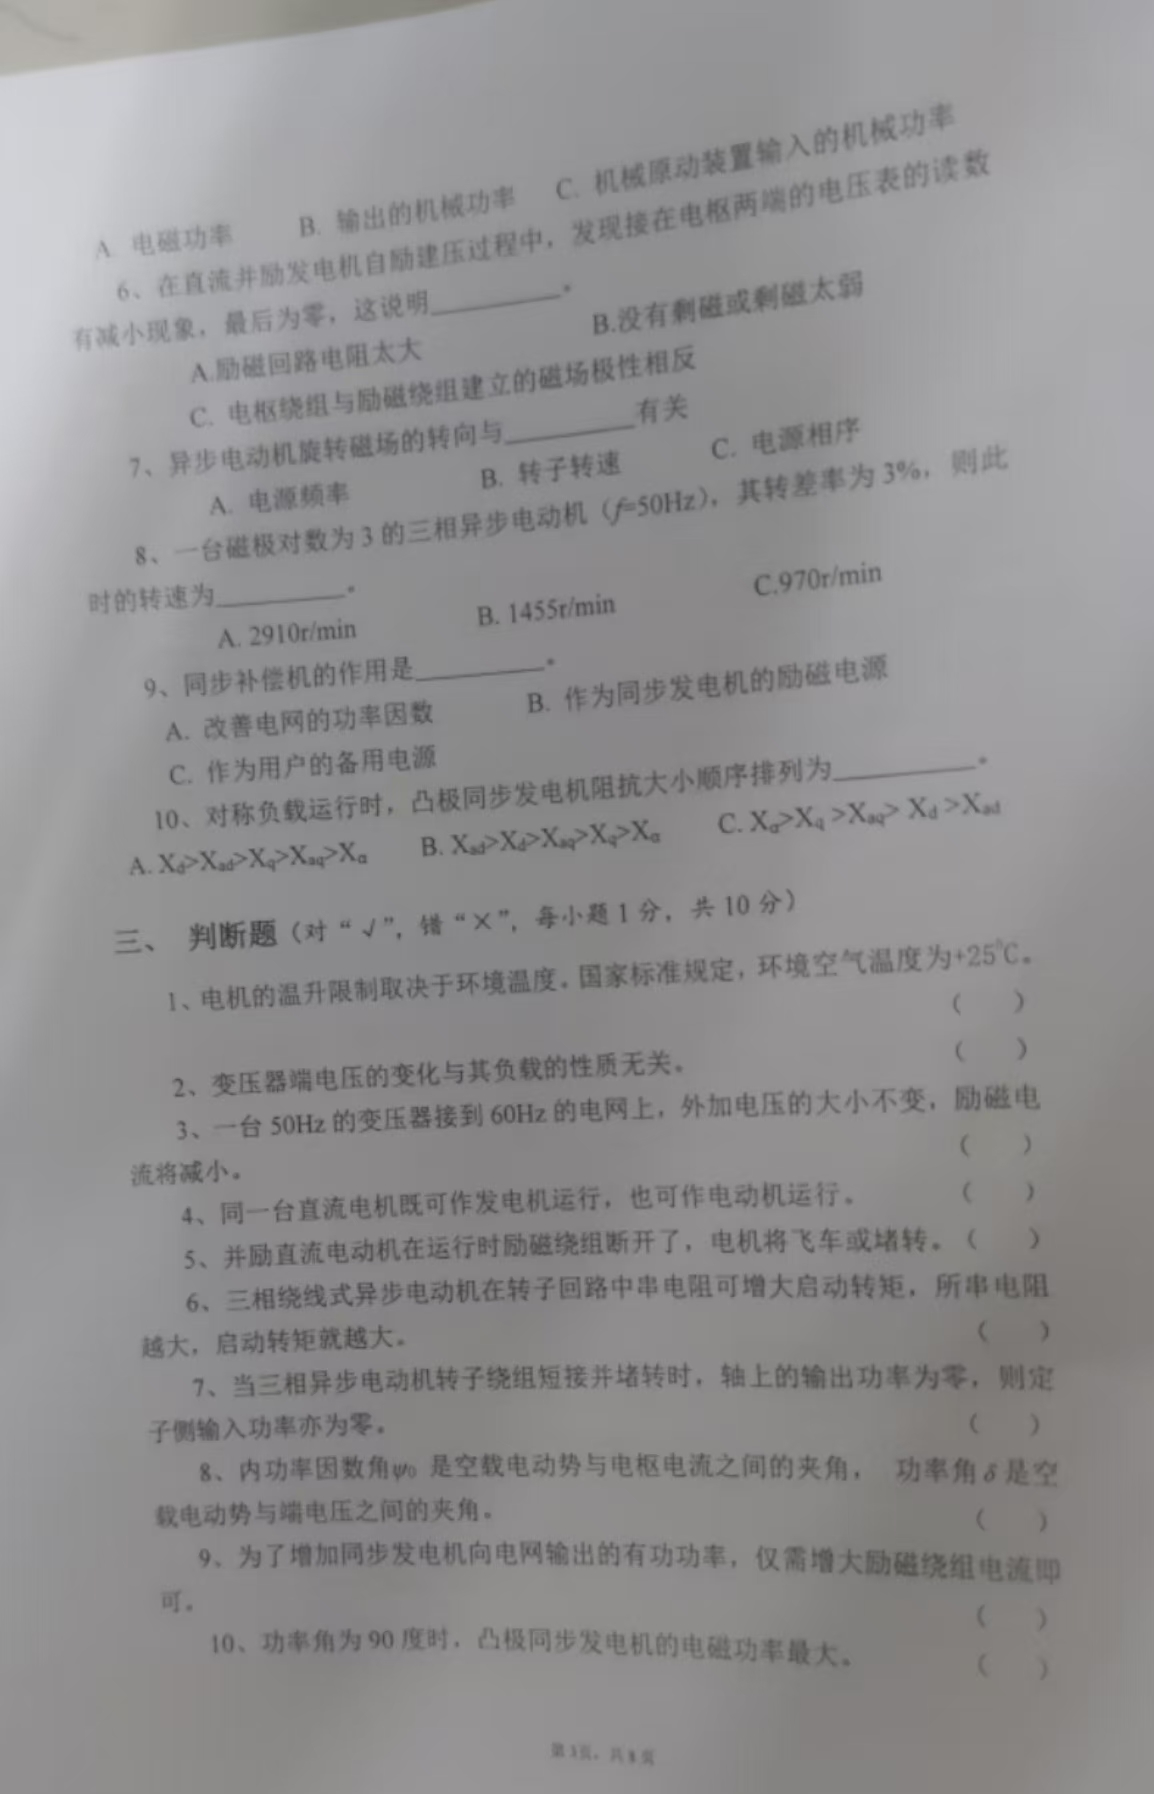 A. 电磁功率 B. 输出的机械功率 C. 机械原动装置输入的机械功率
6、在直流并励发电机自励建压过程中，发现接在电枢两端的电压表的读数
有减小现象，最后为零，这说明__________。
A.励磁回路电阻太大 B.没有剩磁或剩磁太弱
C. 电枢绕组与励磁绕组建立的磁场极性相反
7、异步电动机旋转磁场的转向与__________有关
A. 电源频率 B. 转子转速 C. 电源相序
8、一台磁极对数为 3 的三相异步电动机（f=50Hz），其转差率为 3%，则此
时的转速为__________。
A. 2910r/min B. 1455r/min C.970r/min
9、同步补偿机的作用是__________。
A. 改善电网的功率因数 B. 作为同步发电机的励磁电源
C. 作为用户的备用电源
10、对称负载运行时，凸极同步发电机阻抗大小顺序排列为__________。
A. Xd>Xad>Xq>Xaq>Xα B. Xad>Xd>Xaq>Xq>Xα C. Xα>Xq >Xaq> Xd >Xad
三、 判断题（对“√”，错“×”，每小题 1 分，共 10 分）
1、电机的温升限制取决于环境温度。国家标准规定，环境空气温度为+25⁰C。
（ ）
2、变压器端电压的变化与其负载的性质无关。 （ ）
3、一台 50Hz 的变压器接到 60Hz 的电网上，外加电压的大小不变，励磁电
流将减小。 （ ）
4、同一台直流电机既可作发电机运行，也可作电动机运行。 （ ）
5、并励直流电动机在运行时励磁绕组断开了，电机将飞车或堵转。（ ）
6、三相绕线式异步电动机在转子回路中串电阻可增大启动转矩，所串电阻
越大，启动转矩就越大。 （ ）
7、当三相异步电动机转子绕组短接并堵转时，轴上的输出功率为零，则定
子侧输入功率亦为零。 （ ）
8、内功率因数角ψ0 是空载电动势与电枢电流之间的夹角， 功率角δ是空
载电动势与端电压之间的夹角。 （ ）
9、为了增加同步发电机向电网输出的有功功率，仅需增大励磁绕组电流即
可。 （ ）
10、功率角为 90 度时，凸极同步发电机的电磁功率最大。 （ ）
第 3页，共 8 页